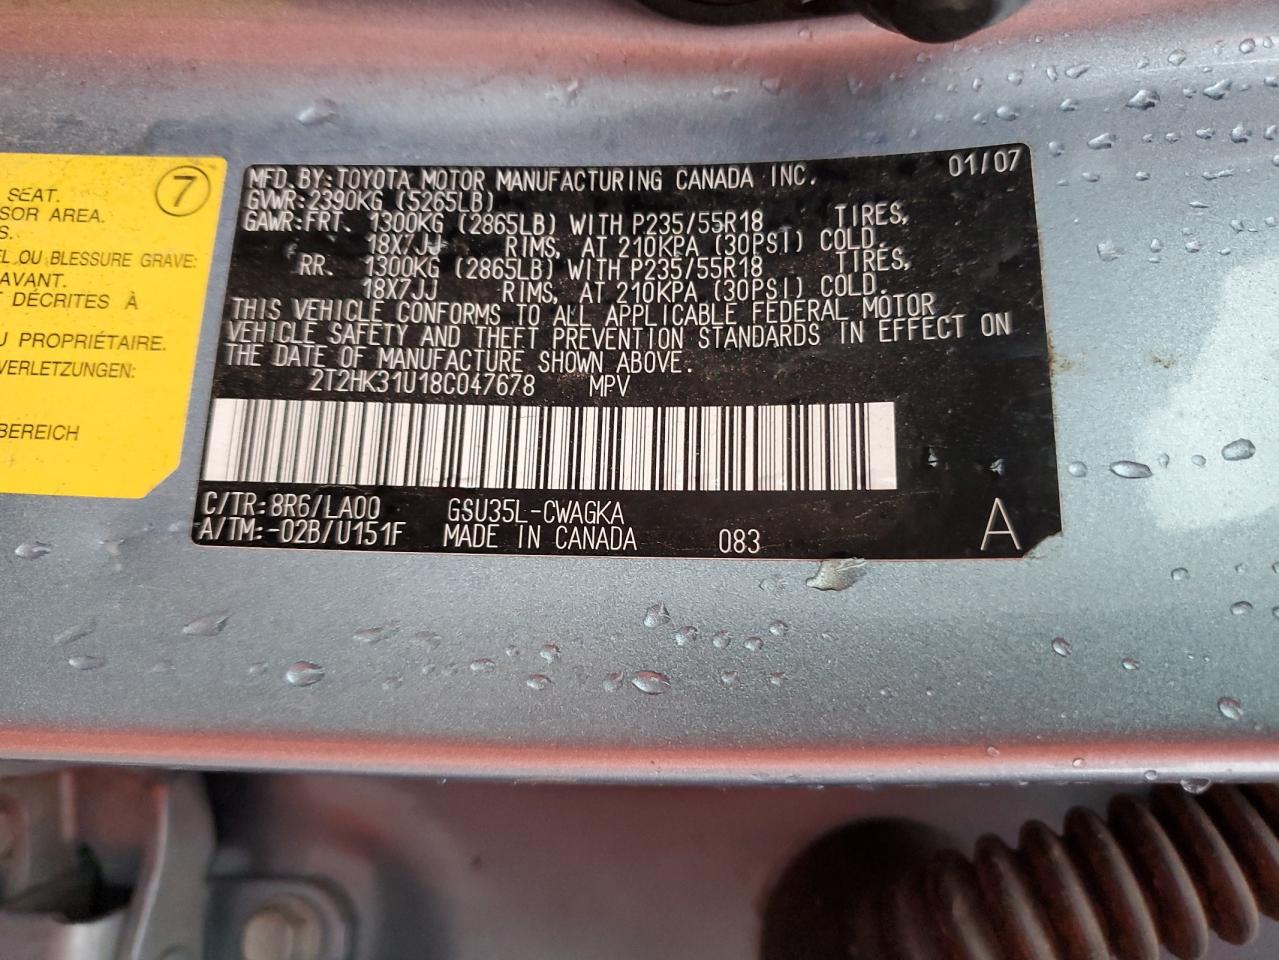 7
SEAT.
SOR AREA.
S.
EL OU BLESSURE GRAVE:
AVANT.
T DÉCRITES À
U PROPRIÉTAIRE.
VERLETZUNGEN:
BEREICH
MFD. BY: TOYOTA MOTOR MANUFACTURING CANADA INC. 01/07
GVWR: 2390KG (5265LB)
GAWR: FRT. 1300KG (2865LB) WITH P235/55R18 TIRES,
18X7JJ RIMS, AT 210KPA (30PSI) COLD.
RR. 1300KG (2865LB) WITH P235/55R18 TIRES,
18X7JJ RIMS, AT 210KPA (30PSI) COLD.
THIS VEHICLE CONFORMS TO ALL APPLICABLE FEDERAL MOTOR
VEHICLE SAFETY AND THEFT PREVENTION STANDARDS IN EFFECT ON
THE DATE OF MANUFACTURE SHOWN ABOVE.
2T2HK31U18C047678 MPV
C/TR: 8R6/LA00 GSU35L-CWAGKA
A/TM: -02B/U151F MADE IN CANADA 083 A